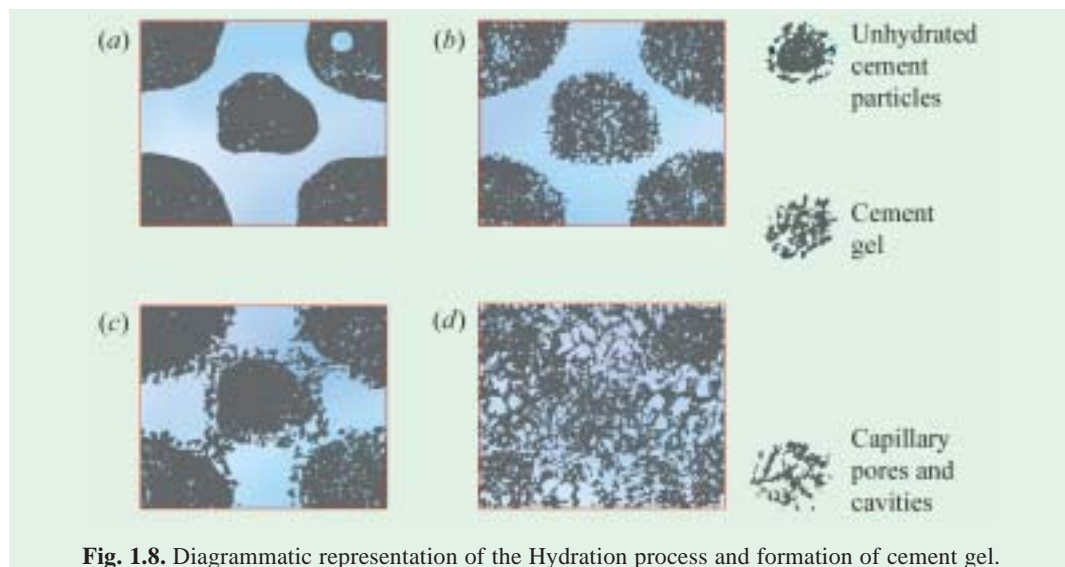 (a)
(b)
Unhydrated
cement
particles
Cement
gel
(c)
(d)
Capillary
pores and
cavities
Fig. 1.8. Diagrammatic representation of the Hydration process and formation of cement gel.